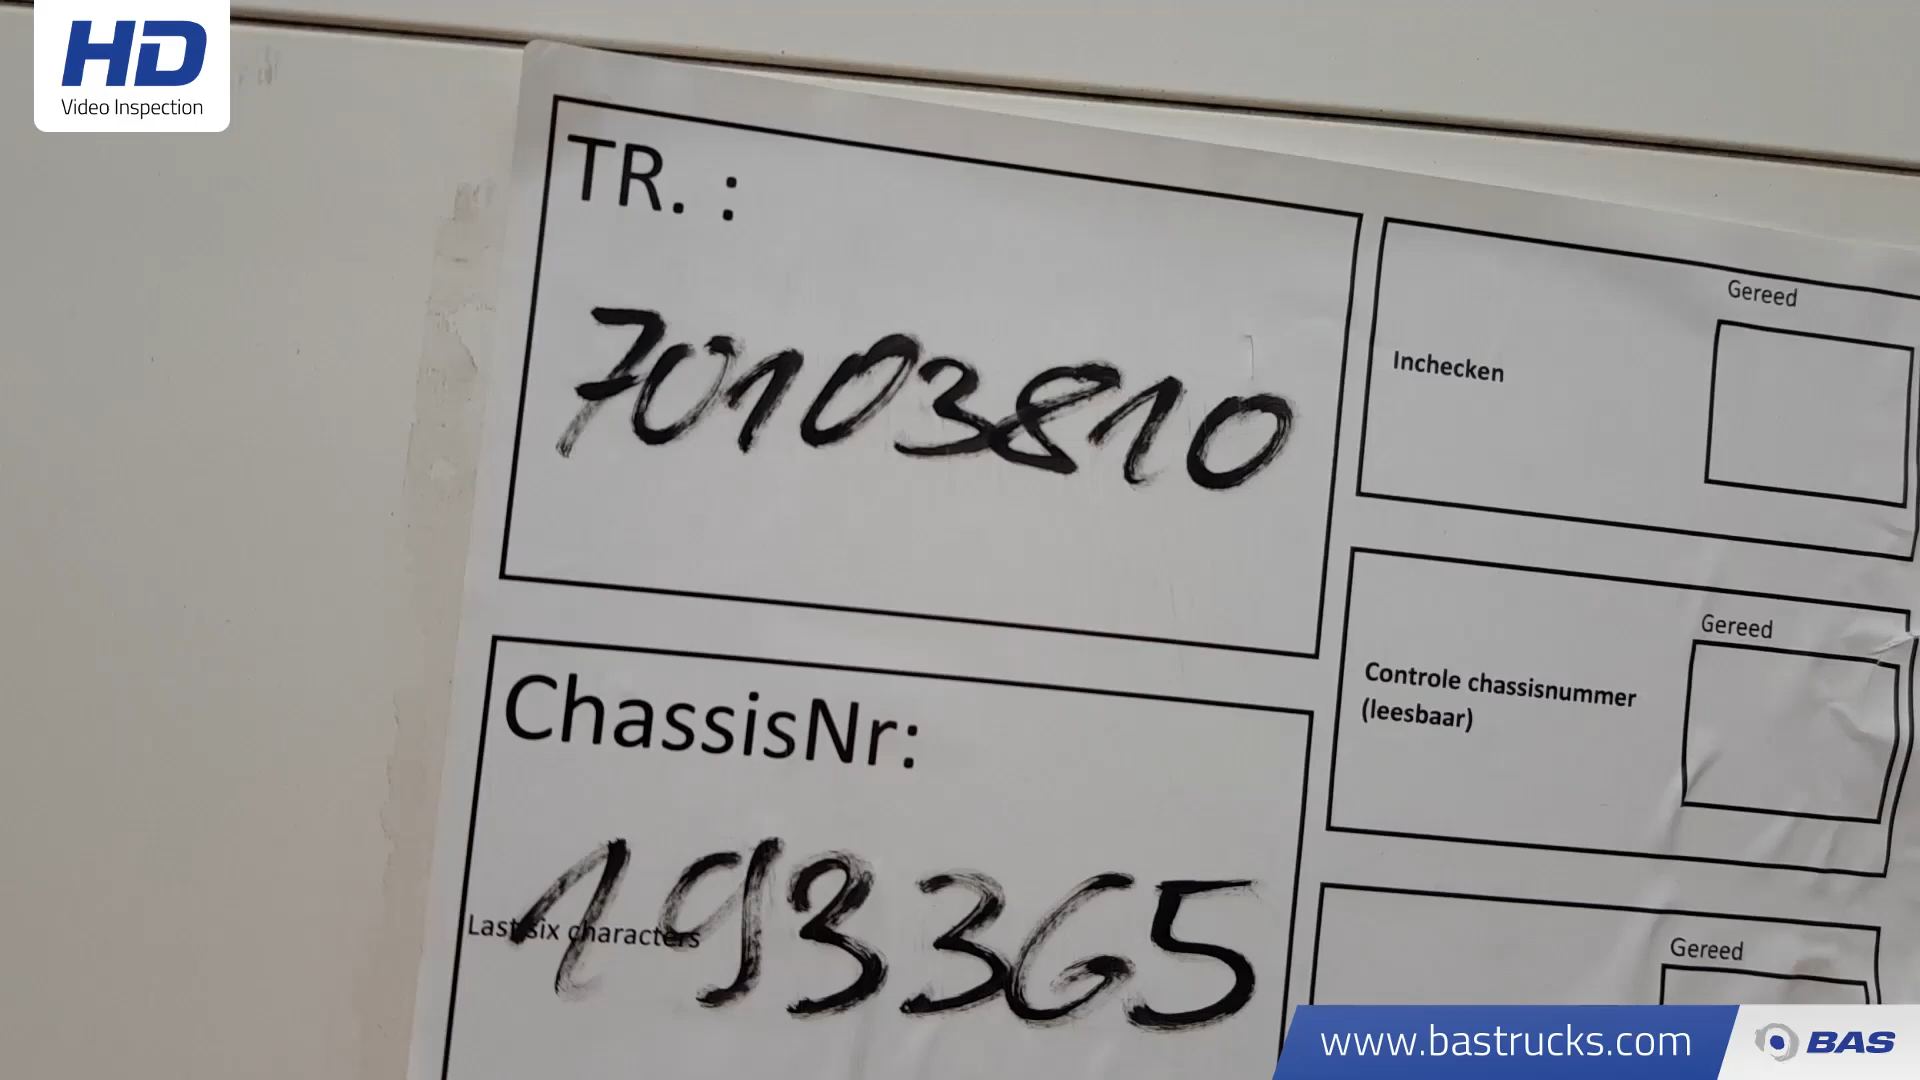 HD
Video Inspection
TR. :
70103810
Gereed
Inchecken
Gereed
Controle chassisnummer
(leesbaar)
ChassisNr:
193365
Last six characters
Gereed
www.bastrucks.com
BAS